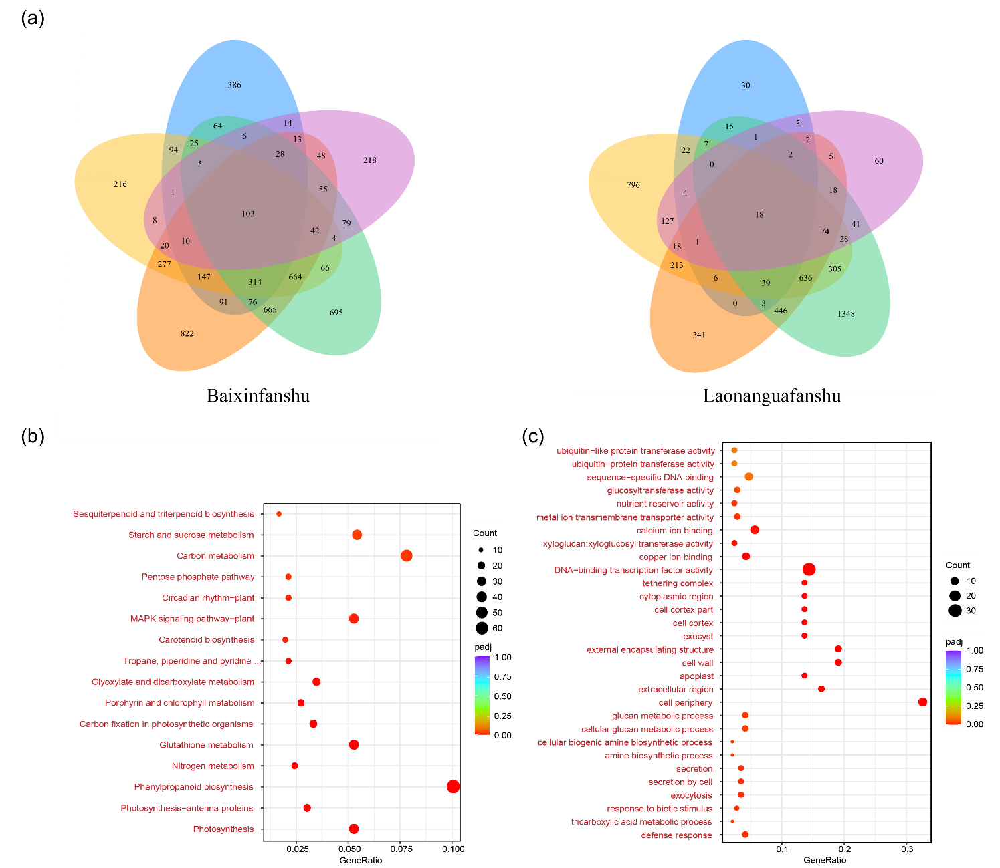 (a)
386
14
64
6
13
25
94
28
48
218
5
216
55
1
103
8
79
42
4
10
20
277
66
147
314
664
91
76
665
695
822
Baixinfanshu
30
3
15
1
2
7
22
2
5
60
0
796
18
4
18
127
41
74
28
1
18
213
305
6
39
636
0
3
446
1348
341
Laonanguafanshu
(b)
Sesquiterpenoid and triterpenoid biosynthesis
Starch and sucrose metabolism
Carbon metabolism
Pentose phosphate pathway
Circadian rhythm−plant
MAPK signaling pathway−plant
Carotenoid biosynthesis
Tropane, piperidine and pyridine ...
Glyoxylate and dicarboxylate metabolism
Porphyrin and chlorophyll metabolism
Carbon fixation in photosynthetic organisms
Glutathione metabolism
Nitrogen metabolism
Phenylpropanoid biosynthesis
Photosynthesis−antenna proteins
Photosynthesis
0.025 0.050 0.075 0.100
GeneRatio
Count
10
20
30
40
50
60
padj
1.00
0.75
0.50
0.25
0.00
(c)
ubiquitin−like protein transferase activity
ubiquitin−protein transferase activity
sequence−specific DNA binding
glucosyltransferase activity
nutrient reservoir activity
metal ion transmembrane transporter activity
calcium ion binding
xyloglucan:xyloglucosyl transferase activity
copper ion binding
DNA−binding transcription factor activity
tethering complex
cytoplasmic region
cell cortex part
cell cortex
exocyst
external encapsulating structure
cell wall
apoplast
extracellular region
cell periphery
glucan metabolic process
cellular glucan metabolic process
cellular biogenic amine biosynthetic process
amine biosynthetic process
secretion
secretion by cell
exocytosis
response to biotic stimulus
tricarboxylic acid metabolic process
defense response
0.1 0.2 0.3
GeneRatio
Count
10
20
30
padj
1.00
0.75
0.50
0.25
0.00